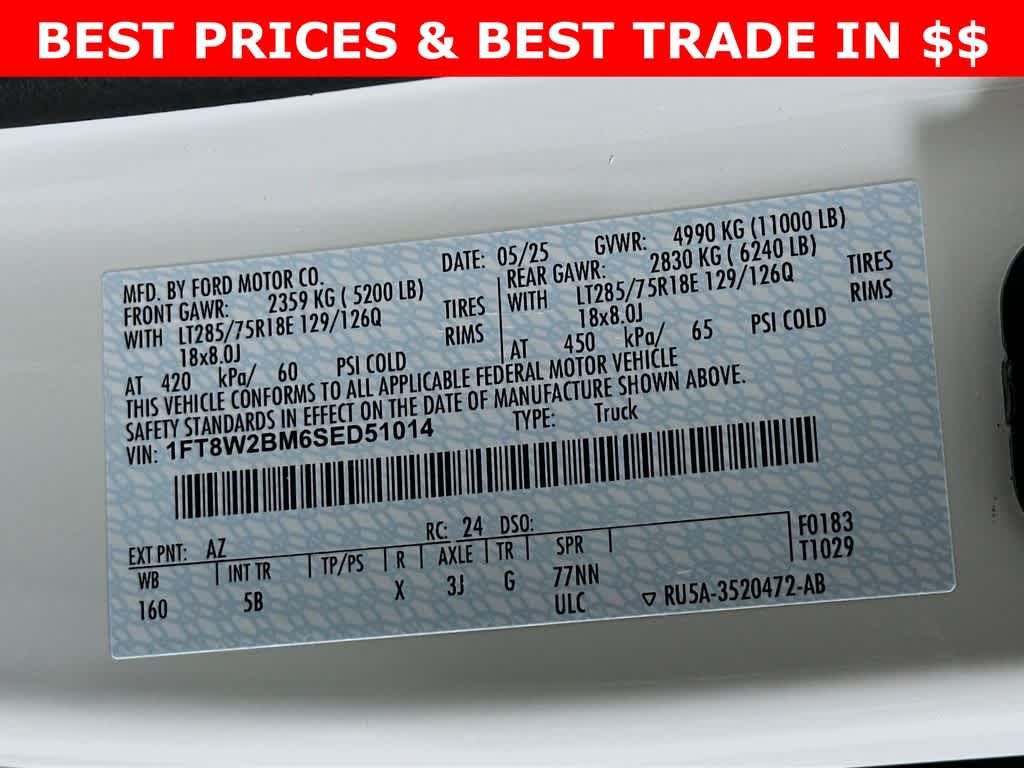 BEST PRICES & BEST TRADE IN $$
MFD. BY FORD MOTOR CO. DATE: 05/25 GVWR: 4990 KG (11000 LB)
FRONT GAWR: 2359 KG ( 5200 LB) REAR GAWR: 2830 KG ( 6240 LB)
WITH LT285/75R18E 129/126Q TIRES WITH LT285/75R18E 129/126Q TIRES
18x8.0J RIMS 18x8.0J RIMS
AT 420 kPa/ 60 PSI COLD AT 450 kPa/ 65 PSI COLD
THIS VEHICLE CONFORMS TO ALL APPLICABLE FEDERAL MOTOR VEHICLE
SAFETY STANDARDS IN EFFECT ON THE DATE OF MANUFACTURE SHOWN ABOVE.
VIN: 1FT8W2BM6SED51014 TYPE: Truck
EXT PNT: AZ RC: 24 DSO: F0183
WB INT TR TP/PS R AXLE TR SPR T1029
160 5B X 3J G 77NN
ULC ▽ RU5A-3520472-AB